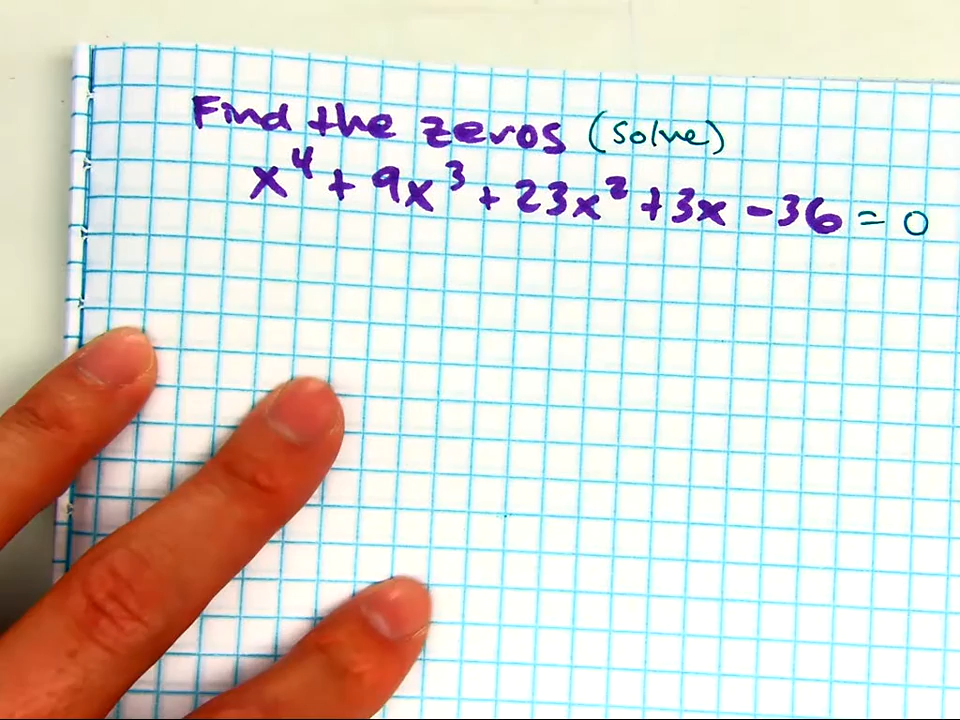 Find the zeros (solve)
x⁴ + 9x³ + 23x² + 3x - 36 = 0